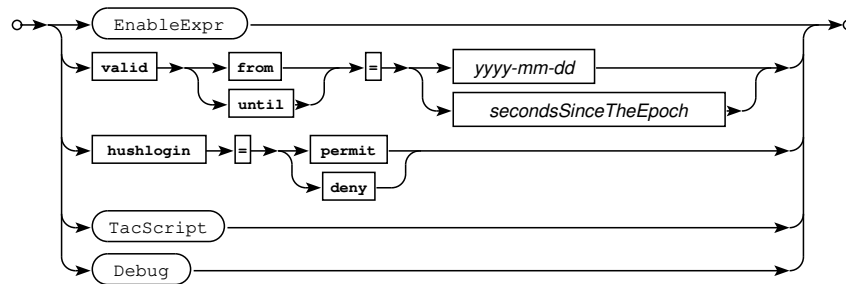 EnableExpr
valid from = yyyy-mm-dd
until secondsSinceTheEpoch
hushlogin = permit
deny
TacScript
Debug